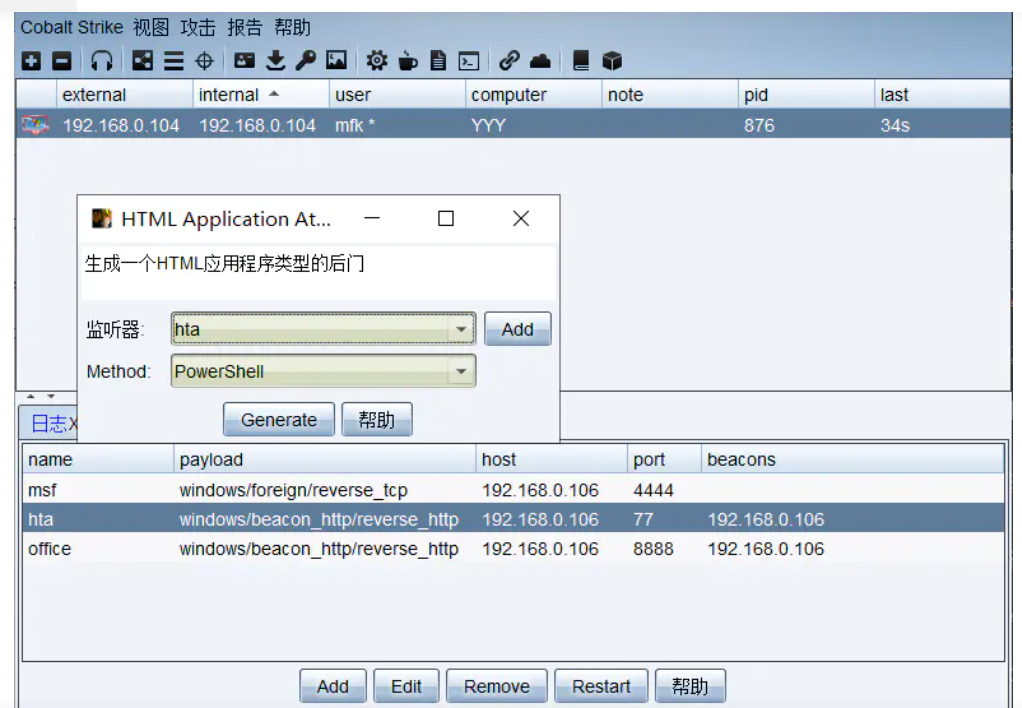 Cobalt Strike 视图 攻击 报告 帮助
external internal user computer note pid last
192.168.0.104 192.168.0.104 mfk * YYY 876 34s
HTML Application At...
生成一个HTML应用程序类型的后门
监听器: hta Add
Method: PowerShell
Generate 帮助
日志X
name payload host port beacons
msf windows/foreign/reverse_tcp 192.168.0.106 4444
hta windows/beacon_http/reverse_http 192.168.0.106 77 192.168.0.106
office windows/beacon_http/reverse_http 192.168.0.106 8888 192.168.0.106
Add Edit Remove Restart 帮助